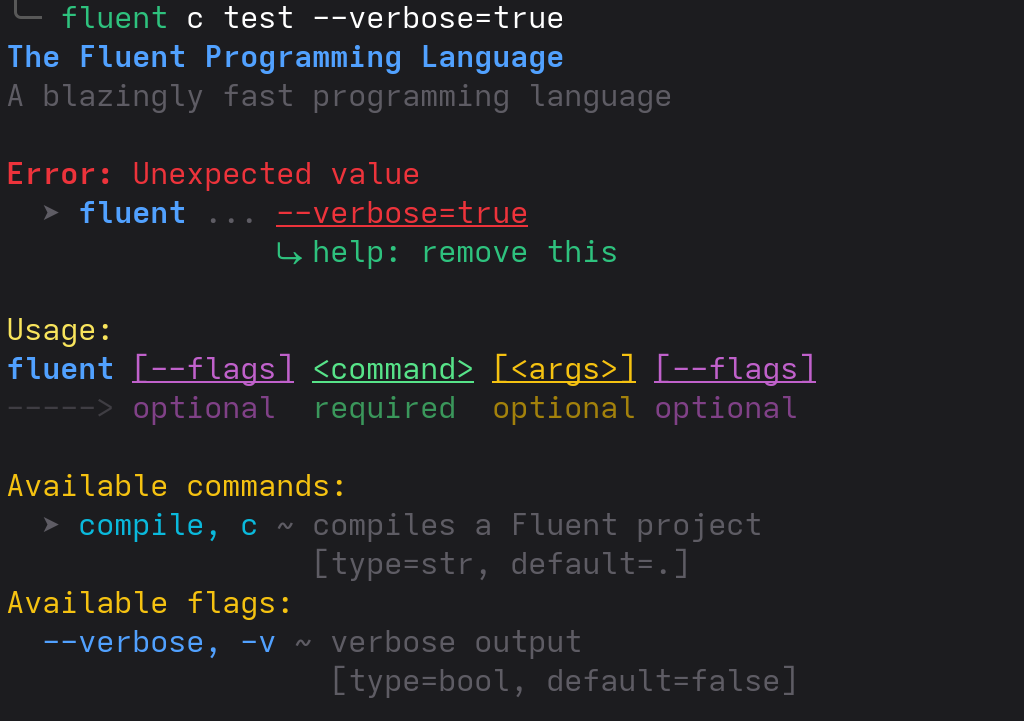 fluent c test --verbose=true
The Fluent Programming Language
A blazingly fast programming language
Error: Unexpected value
➤ fluent ... --verbose=true
help: remove this
Usage:
fluent [--flags] <command> [<args>] [--flags]
-----> optional required optional optional
Available commands:
➤ compile, c ~ compiles a Fluent project
[type=str, default=.]
Available flags:
--verbose, -v ~ verbose output
[type=bool, default=false]